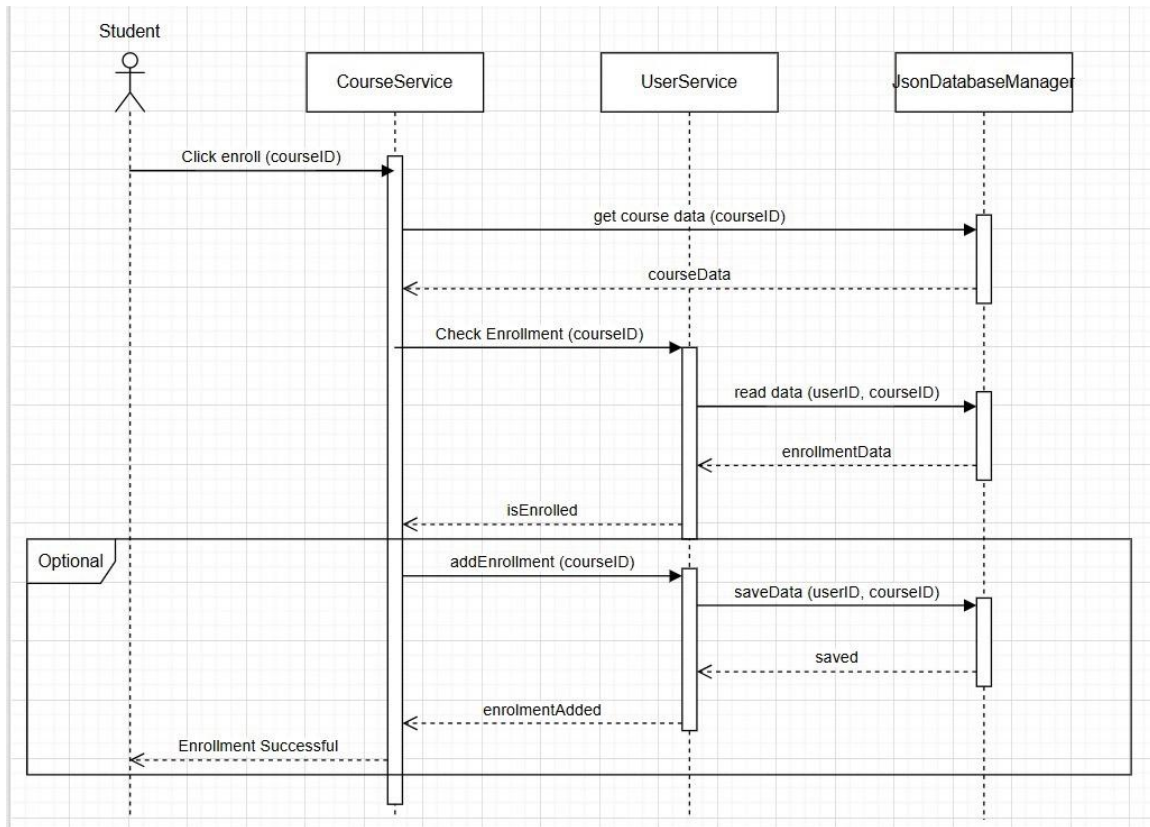 Student
CourseService
UserService
JsonDatabaseManager
Click enroll (courseID)
get course data (courseID)
courseData
Check Enrollment (courseID)
read data (userID, courseID)
enrollmentData
isEnrolled
Optional
addEnrollment (courseID)
saveData (userID, courseID)
saved
enrolmentAdded
Enrollment Successful